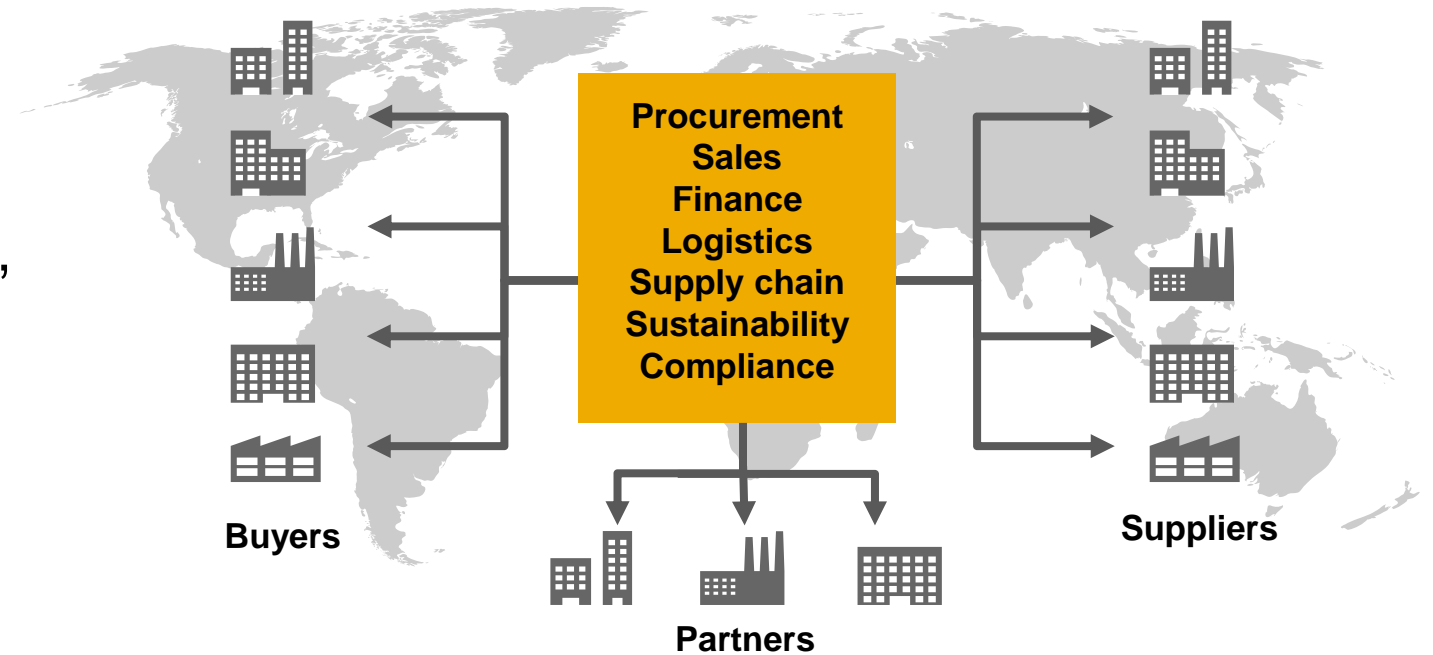 ,
Procurement
Sales
Finance
Logistics
Supply chain
Sustainability
Compliance
Buyers
Suppliers
Partners